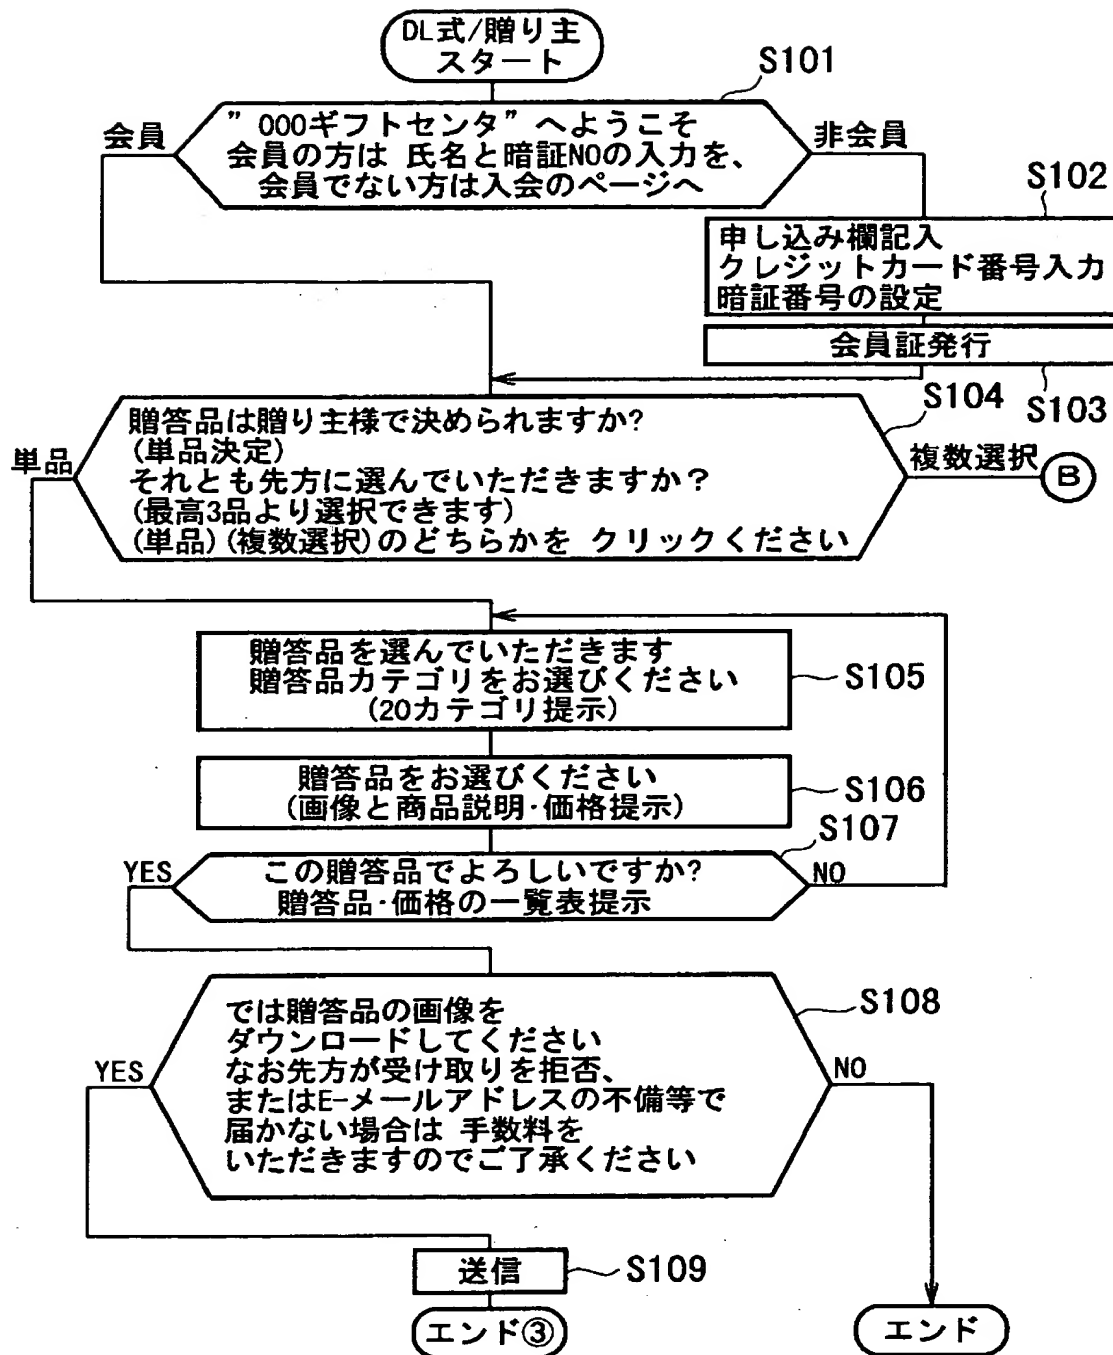 DL式/贈り主
スタート
S101
会員
” 000ギフトセンタ” へようこそ
会員の方は 氏名と暗証NOの入力を、
会員でない方は入会のページへ
非会員
S102
申し込み欄記入
クレジットカード番号入力
暗証番号の設定
会員証発行
S103
S104
単品
贈答品は贈り主様で決められますか?
(単品決定)
それとも先方に選んでいただきますか？
(最高3品より選択できます)
(単品)(複数選択)のどちらかを クリックください
複数選択
B
贈答品を選んでいただきます
贈答品カテゴリをお選びください
(20カテゴリ提示)
S105
贈答品をお選びください
(画像と商品説明・価格提示)
S106
S107
YES
この贈答品でよろしいですか?
贈答品・価格の一覧表提示
NO
S108
YES
では贈答品の画像を
ダウンロードしてください
なお先方が受け取りを拒否、
またはE-メールアドレスの不備等で
届かない場合は 手数料を
いただきますのでご了承ください
NO
送信
S109
エンド③
エンド